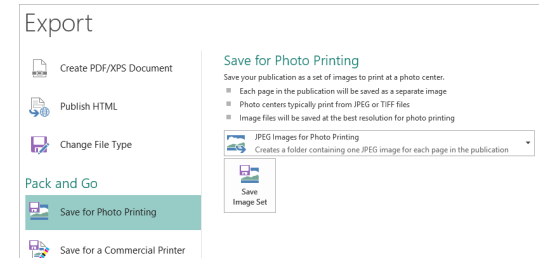 Export
Create PDF/XPS Document
Publish HTML
Change File Type
Pack and Go
Save for Photo Printing
Save for a Commercial Printer
Save for Photo Printing
Save your publication as a set of images to print at a photo center.
Each page in the publication will be saved as a separate image
Photo centers typically print from JPEG or TIFF files
Image files will be saved at the best resolution for photo printing
JPEG Images for Photo Printing
Creates a folder containing one JPEG image for each page in the publication
Save
Image Set